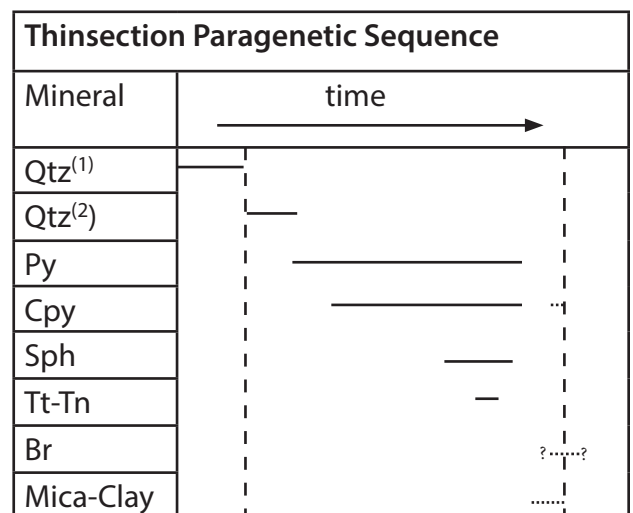 Thinsection Paragenetic Sequence
Mineral time
Qtz(1)
Qtz(2)
Py
Cpy
Sph
Tt-Tn
Br ? ?
Mica-Clay